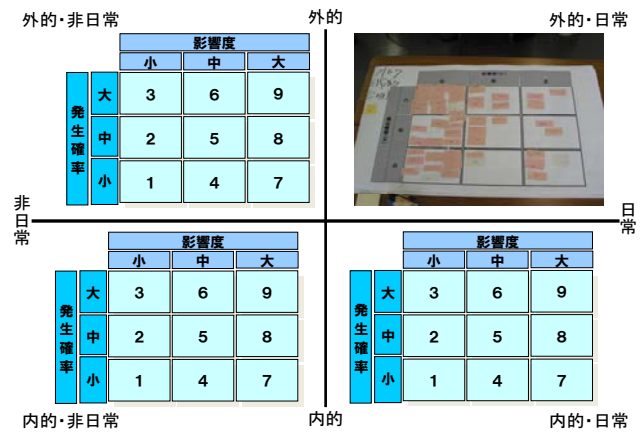 外的・非日常
外的
外的・日常
影響度
小 中 大
発生確率
大 3 6 9
中 2 5 8
小 1 4 7
非日常
日常
影響度
小 中 大
発生確率
大 3 6 9
中 2 5 8
小 1 4 7
影響度
小 中 大
発生確率
大 3 6 9
中 2 5 8
小 1 4 7
内的・非日常
内的
内的・日常